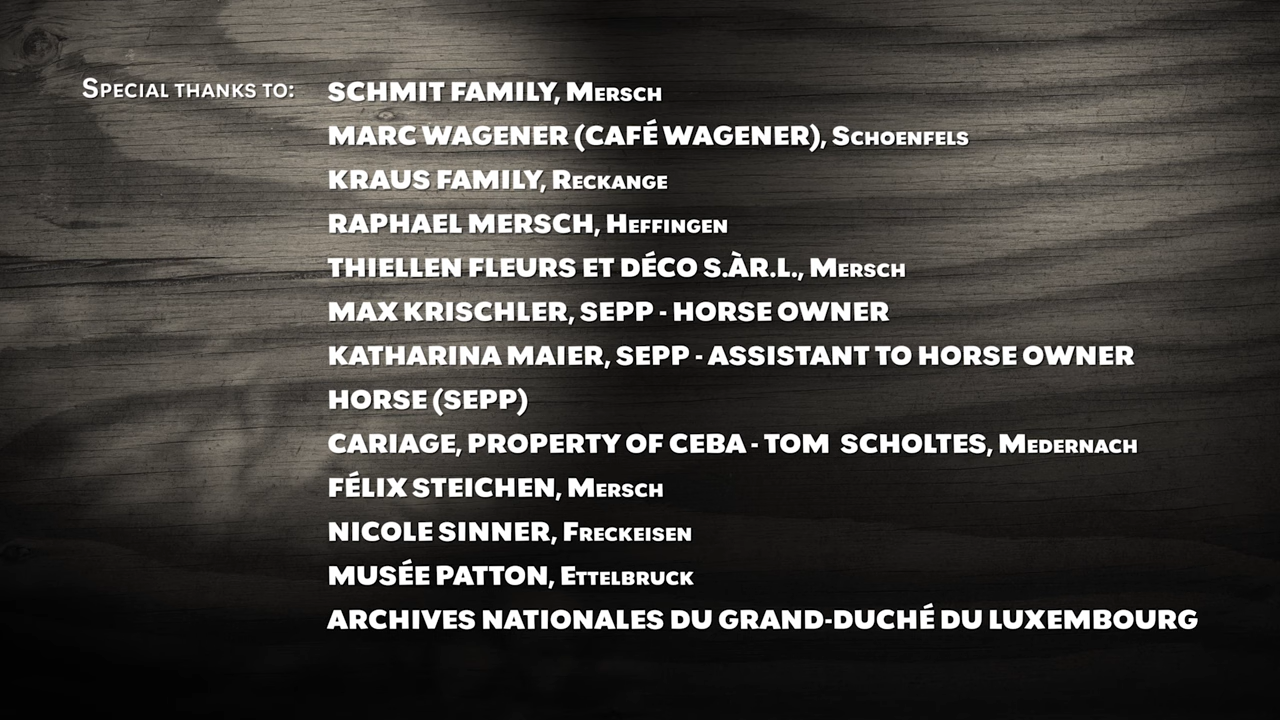 Special thanks to: SCHMIT FAMILY, Mersch
MARC WAGENER (CAFÉ WAGENER), Schoenfels
KRAUS FAMILY, Reckange
RAPHAEL MERSCH, Heffingen
THIELLEN FLEURS ET DÉCO S.ÀR.L., Mersch
MAX KRISCHLER, SEPP - HORSE OWNER
KATHARINA MAIER, SEPP - ASSISTANT TO HORSE OWNER
HORSE (SEPP)
CARIAGE, PROPERTY OF CEBA - TOM  SCHOLTES, Medernach
FÉLIX STEICHEN, Mersch
NICOLE SINNER, Freckeisen
MUSÉE PATTON, Ettelbruck
ARCHIVES NATIONALES DU GRAND-DUCHÉ DU LUXEMBOURG